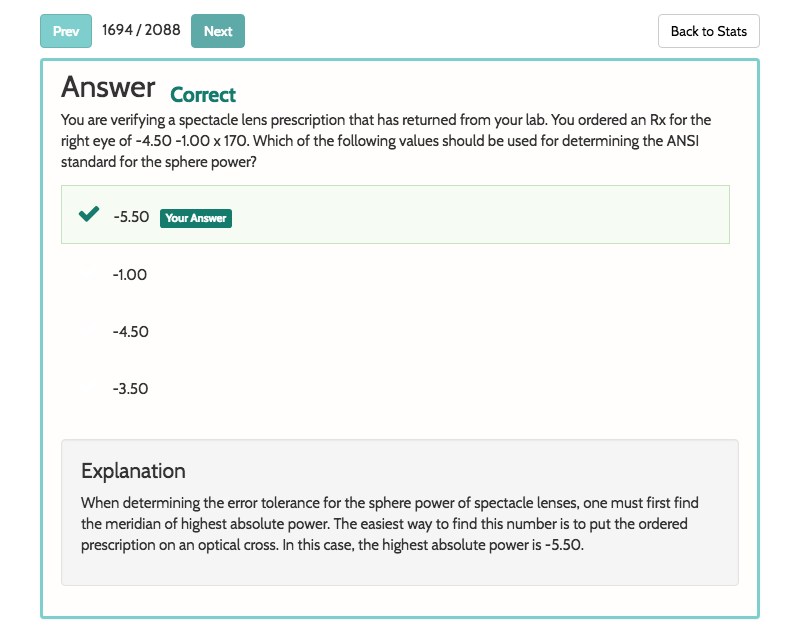 Prev 1694 / 2088 Next Back to Stats
Answer Correct
You are verifying a spectacle lens prescription that has returned from your lab. You ordered an Rx for the
right eye of -4.50 -1.00 x 170. Which of the following values should be used for determining the ANSI
standard for the sphere power?
-5.50 Your Answer
-1.00
-4.50
-3.50
Explanation
When determining the error tolerance for the sphere power of spectacle lenses, one must first find
the meridian of highest absolute power. The easiest way to find this number is to put the ordered
prescription on an optical cross. In this case, the highest absolute power is -5.50.